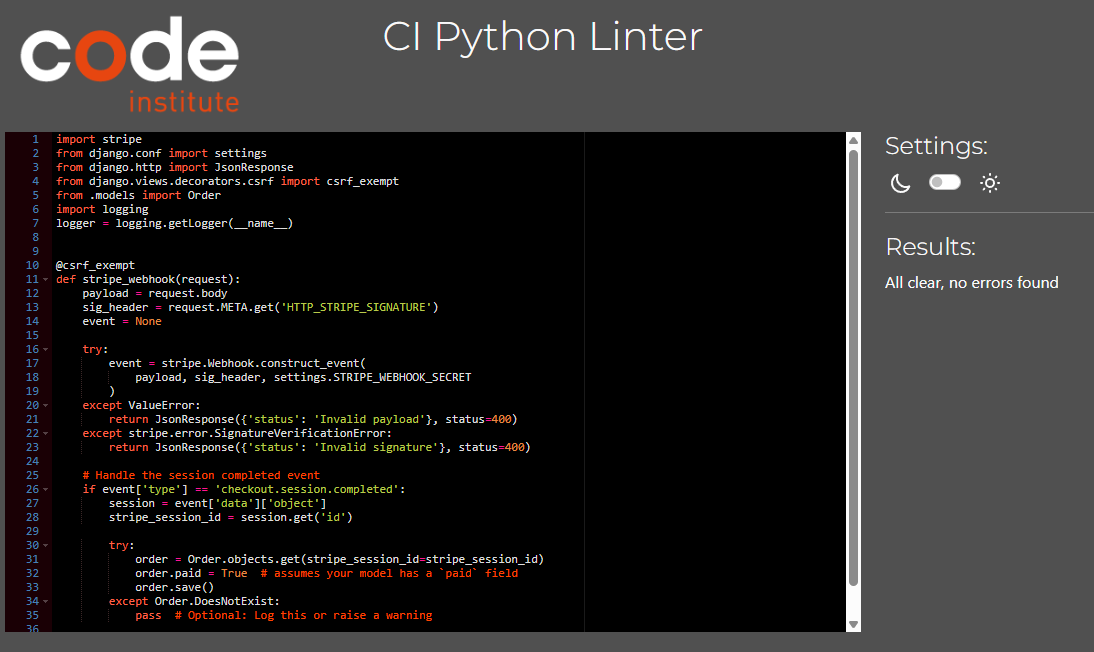 code
institute
CI Python Linter
1 import stripe
2 from django.conf import settings
3 from django.http import JsonResponse
4 from django.views.decorators.csrf import csrf_exempt
5 from .models import Order
6 import logging
7 logger = logging.getLogger(__name__)
8
9
10 @csrf_exempt
11 def stripe_webhook(request):
12     payload = request.body
13     sig_header = request.META.get('HTTP_STRIPE_SIGNATURE')
14     event = None
15
16     try:
17         event = stripe.Webhook.construct_event(
18             payload, sig_header, settings.STRIPE_WEBHOOK_SECRET
19         )
20     except ValueError:
21         return JsonResponse({'status': 'Invalid payload'}, status=400)
22     except stripe.error.SignatureVerificationError:
23         return JsonResponse({'status': 'Invalid signature'}, status=400)
24
25     # Handle the session completed event
26     if event['type'] == 'checkout.session.completed':
27         session = event['data']['object']
28         stripe_session_id = session.get('id')
29
30         try:
31             order = Order.objects.get(stripe_session_id=stripe_session_id)
32             order.paid = True  # assumes your model has a `paid` field
33             order.save()
34         except Order.DoesNotExist:
35             pass  # Optional: Log this or raise a warning
36
Settings:
Results:
All clear, no errors found